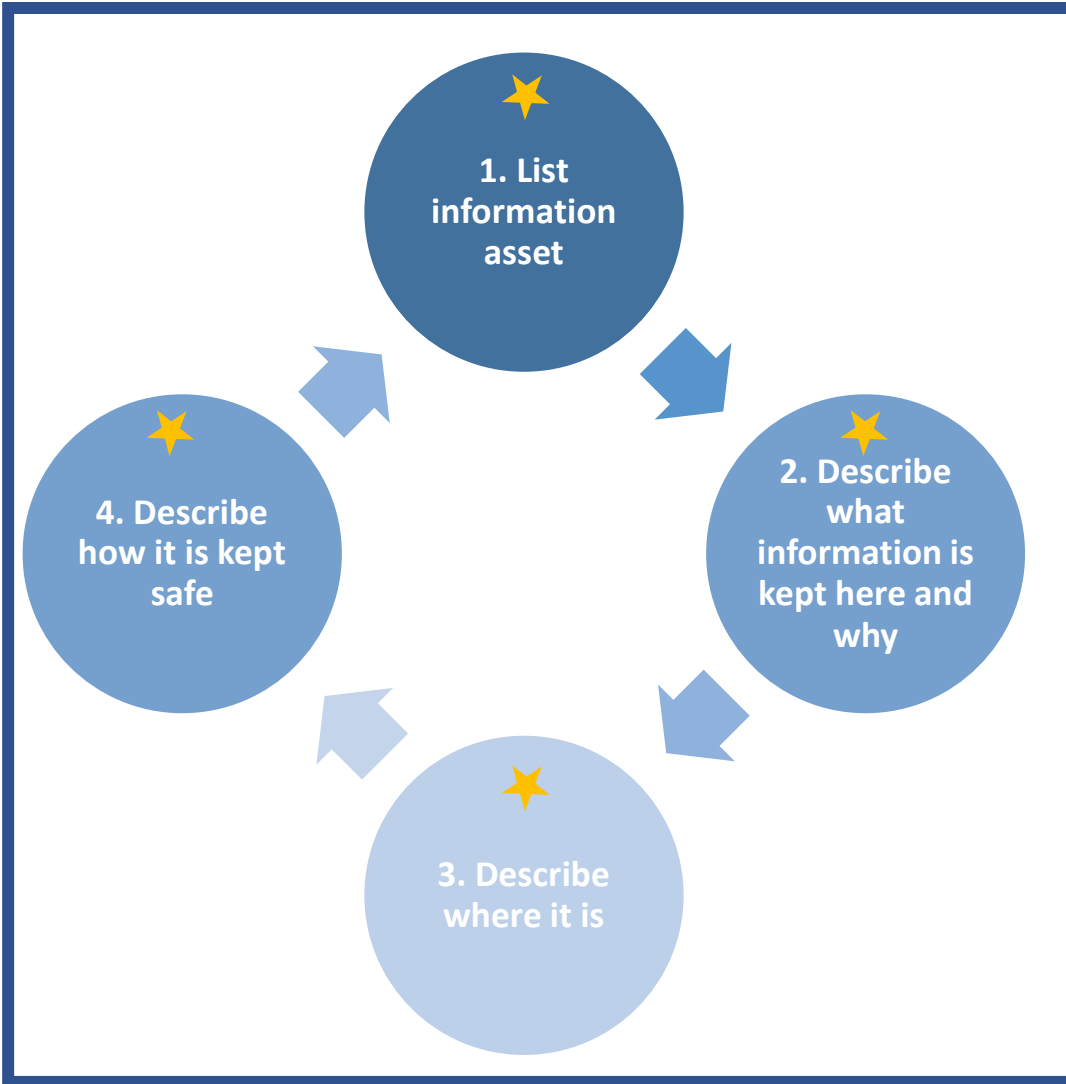 1. List
information
asset
2. Describe
what
information is
kept here and
why
3. Describe
where it is
4. Describe
how it is kept
safe